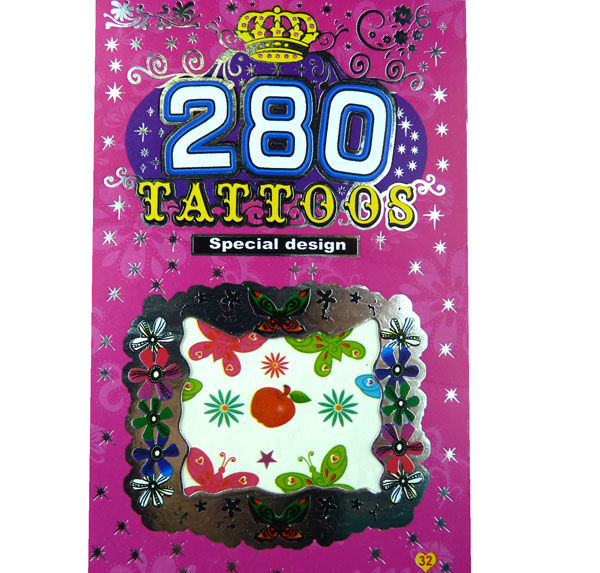 280
TATTOOS
Special design
32